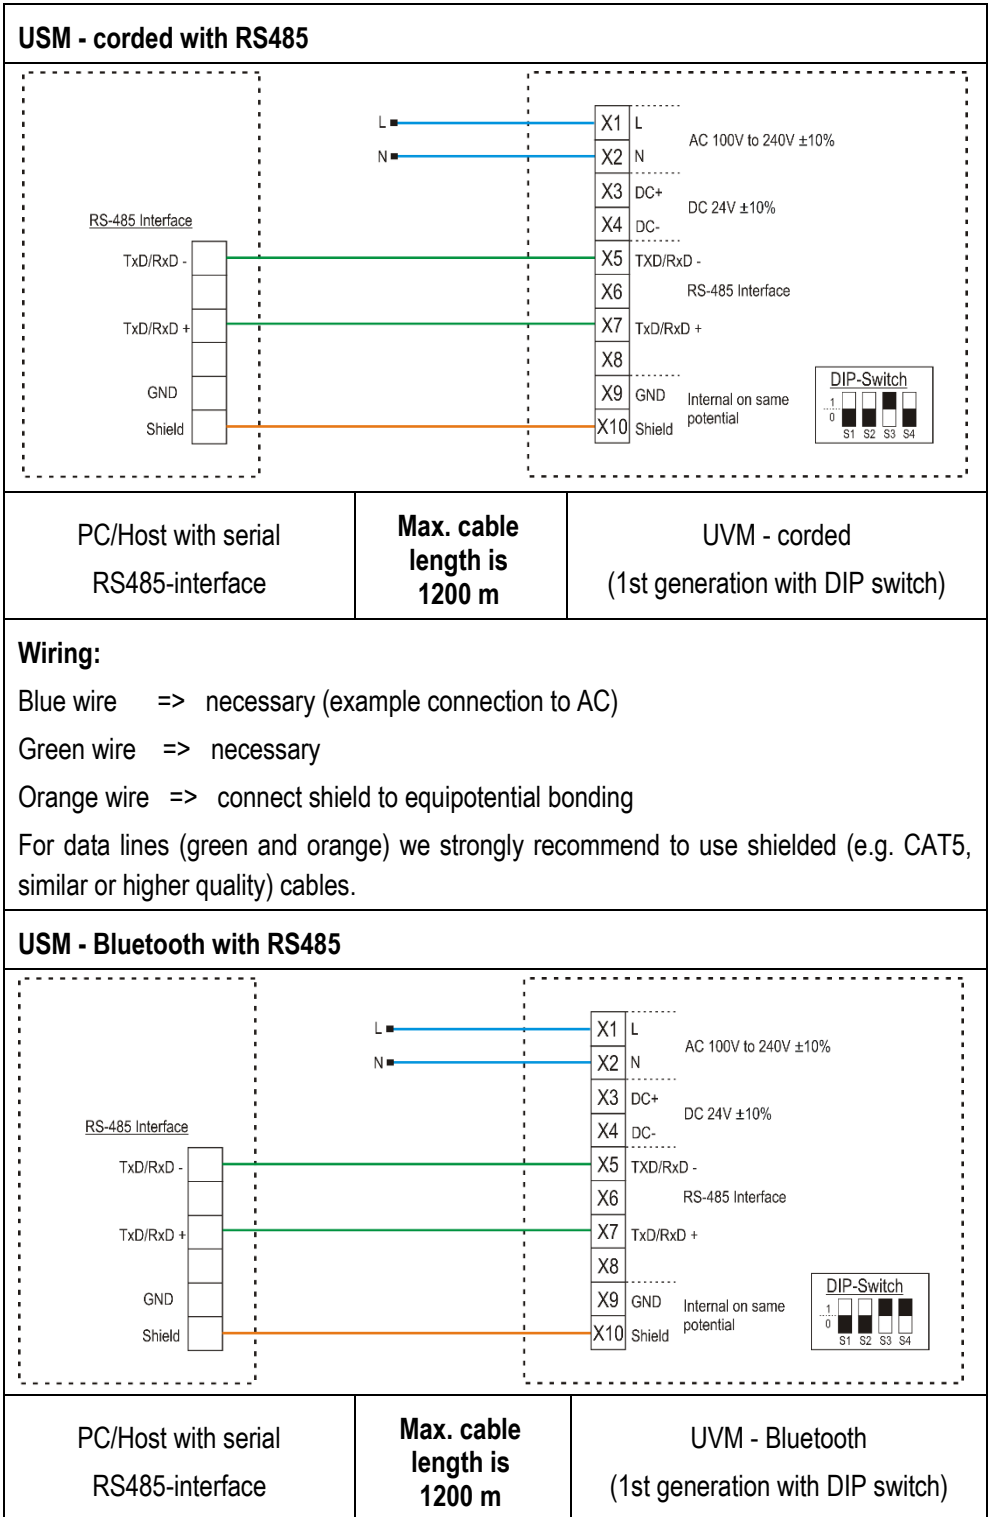 USM - corded with RS485
L
N
X1 L
AC 100V to 240V ±10%
X2 N
X3 DC+
DC 24V ±10%
X4 DC-
RS-485 Interface
TxD/RxD -
X5 TXD/RxD -
X6 RS-485 Interface
TxD/RxD +
X7 TxD/RxD +
X8
GND
X9 GND
Internal on same
potential
Shield
X10 Shield
DIP-Switch
1
0
S1 S2 S3 S4
PC/Host with serial
RS485-interface
Max. cable
length is
1200 m
UVM - corded
(1st generation with DIP switch)
Wiring:
Blue wire => necessary (example connection to AC)
Green wire => necessary
Orange wire => connect shield to equipotential bonding
For data lines (green and orange) we strongly recommend to use shielded (e.g. CAT5,
similar or higher quality) cables.
USM - Bluetooth with RS485
L
N
X1 L
AC 100V to 240V ±10%
X2 N
X3 DC+
DC 24V ±10%
X4 DC-
RS-485 Interface
TxD/RxD -
X5 TXD/RxD -
X6 RS-485 Interface
TxD/RxD +
X7 TxD/RxD +
X8
GND
X9 GND
Internal on same
potential
Shield
X10 Shield
DIP-Switch
1
0
S1 S2 S3 S4
PC/Host with serial
RS485-interface
Max. cable
length is
1200 m
UVM - Bluetooth
(1st generation with DIP switch)